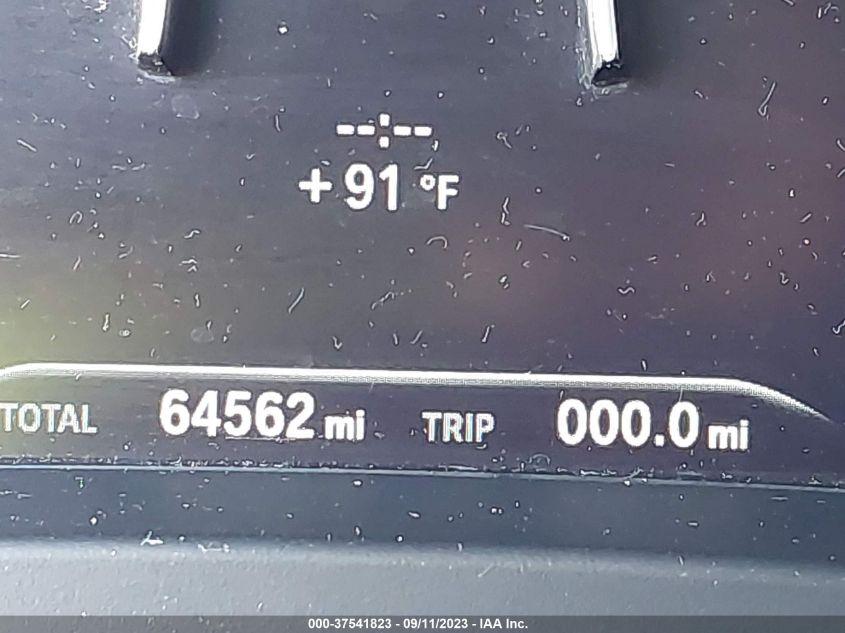 --:--
+91 °F
TOTAL 64562 mi TRIP 000.0 mi
000-37541823 - 09/11/2023 - IAA Inc.